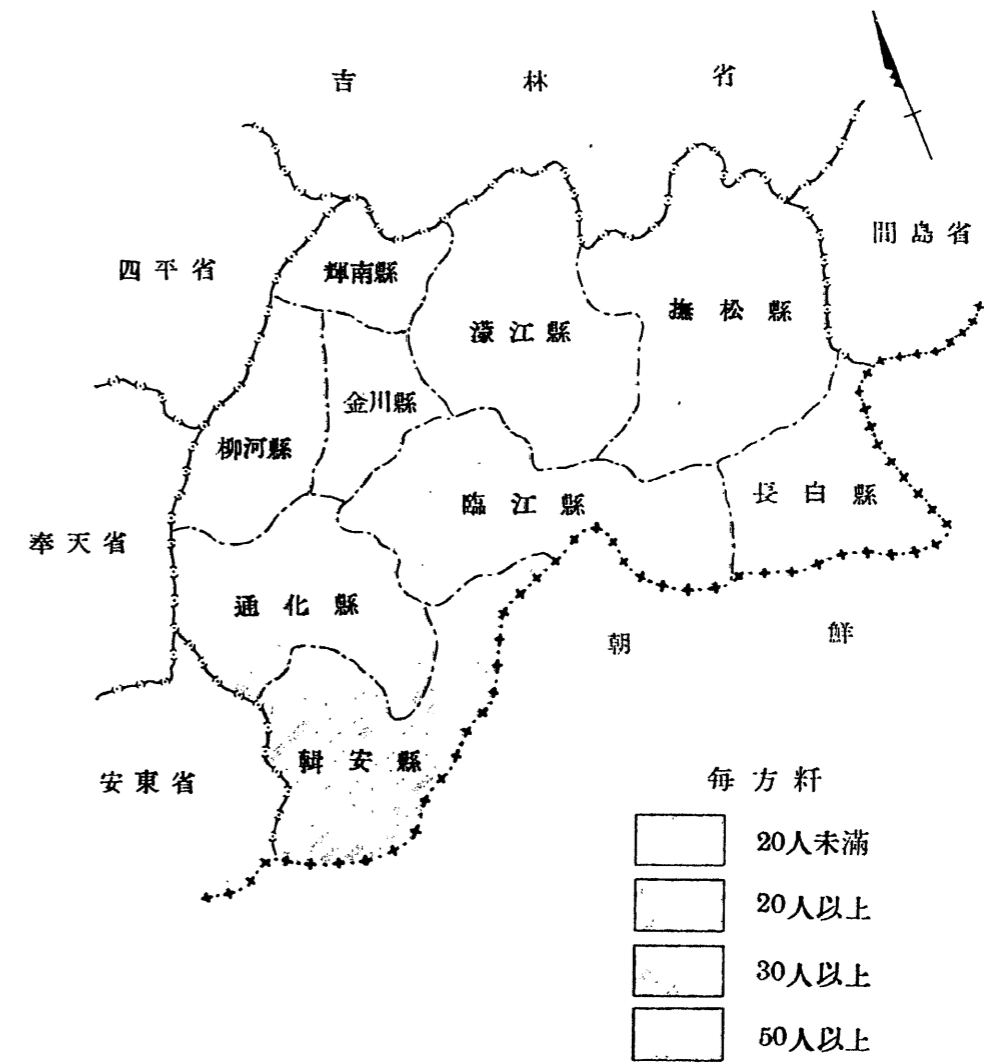 吉林省
間島省
四平省
輝南縣
濛江縣
撫松縣
金川縣
柳河縣
臨江縣
長白縣
奉天省
通化縣
朝鮮
輯安縣
安東省
每方粁
20人未滿
20人以上
30人以上
50人以上